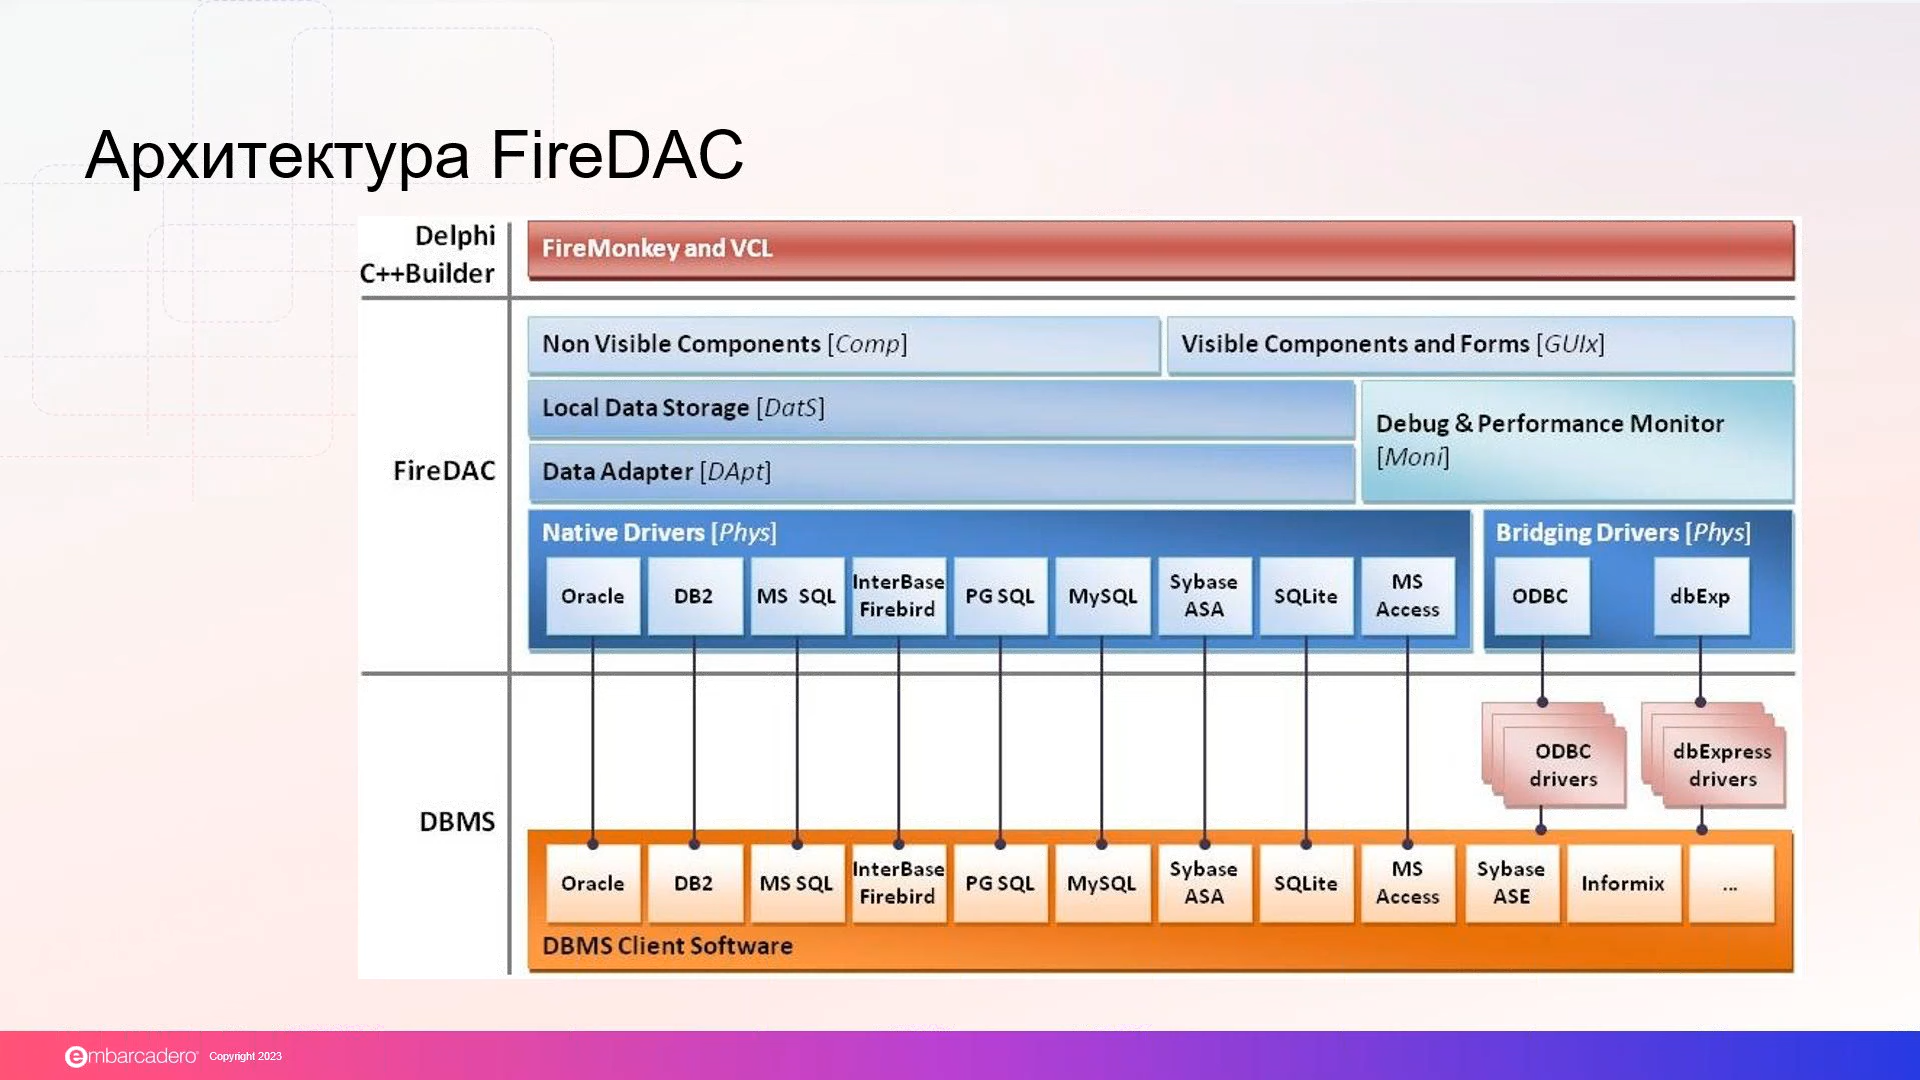 Архитектура FireDAC
Delphi
C++Builder
FireMonkey and VCL
FireDAC
Non Visible Components [Comp]
Visible Components and Forms [GUIx]
Local Data Storage [DatS]
Debug & Performance Monitor
[Moni]
Data Adapter [DApt]
Native Drivers [Phys]
Oracle
DB2
MS SQL
InterBase
Firebird
PG SQL
MySQL
Sybase
ASA
SQLite
MS
Access
Bridging Drivers [Phys]
ODBC
dbExp
DBMS
ODBC
drivers
dbExpress
drivers
Oracle
DB2
MS SQL
InterBase
Firebird
PG SQL
MySQL
Sybase
ASA
SQLite
MS
Access
Sybase
ASE
Informix
...
DBMS Client Software
embarcadero Copyright 2023